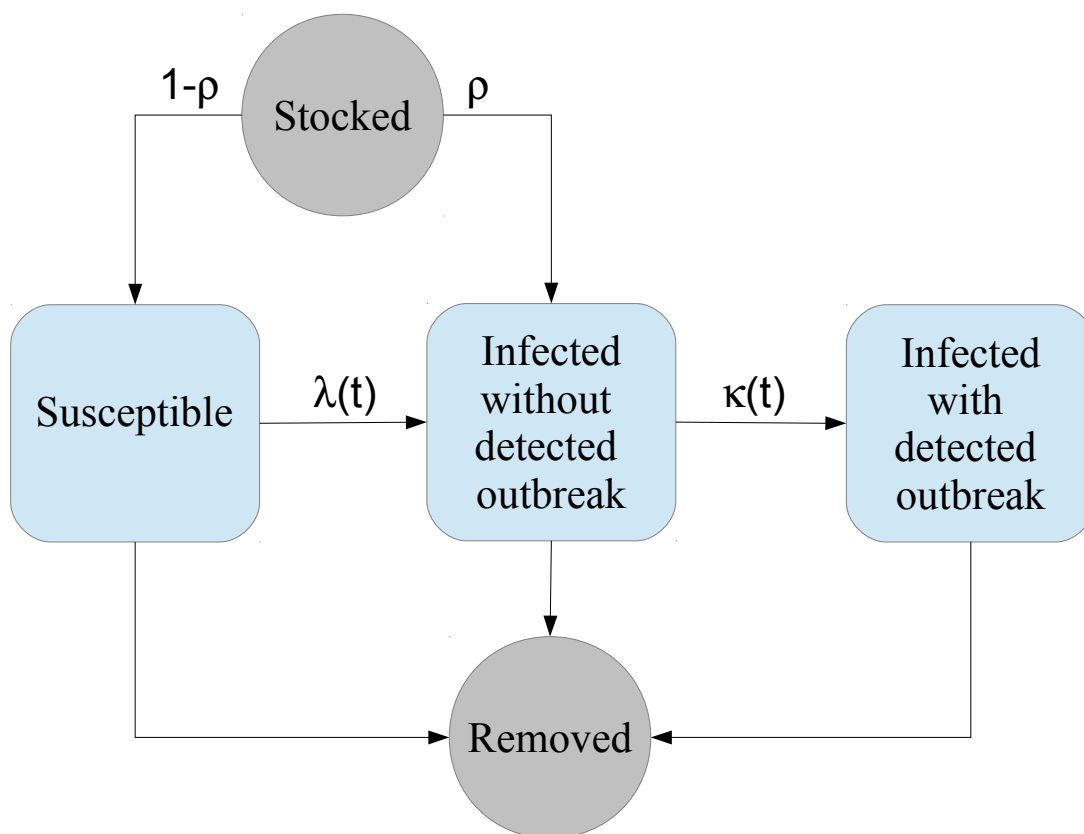 1-ρ
Stocked
ρ
Susceptible
λ(t)
Infected
without
detected
outbreak
κ(t)
Infected
with
detected
outbreak
Removed